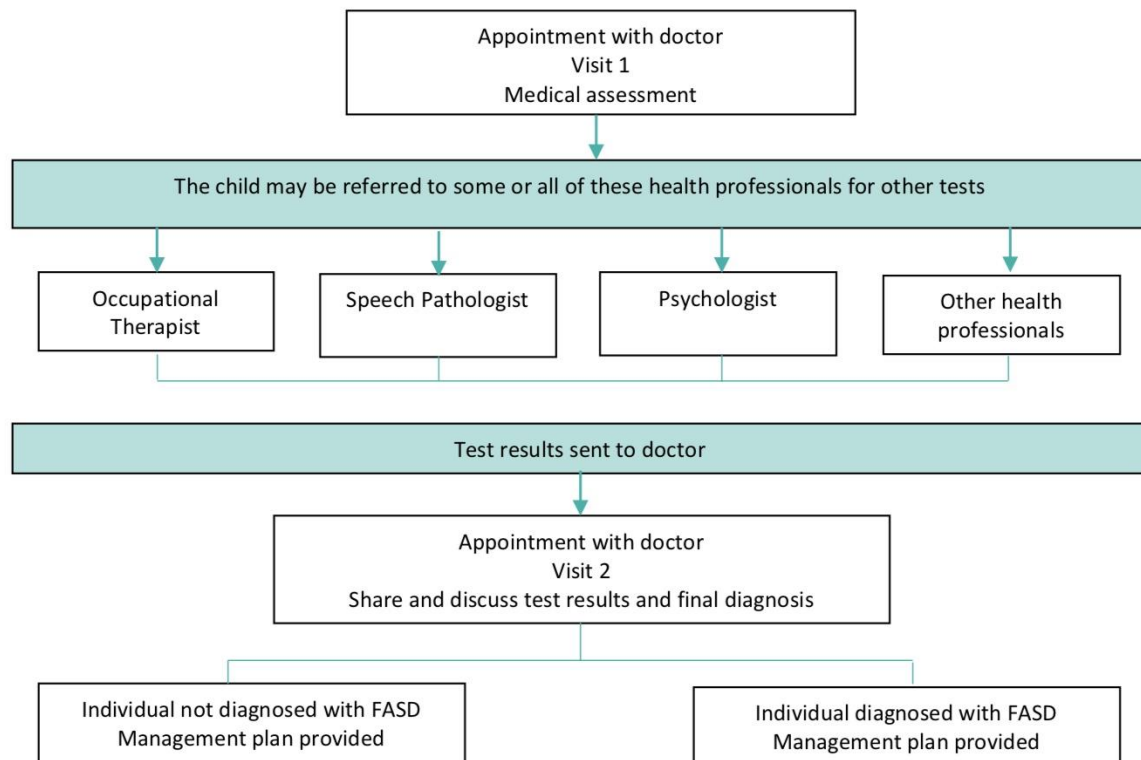 Appointment with doctor
Visit 1
Medical assessment
The child may be referred to some or all of these health professionals for other tests
Occupational
Therapist
Speech Pathologist
Psychologist
Other health
professionals
Test results sent to doctor
Appointment with doctor
Visit 2
Share and discuss test results and final diagnosis
Individual not diagnosed with FASD
Management plan provided
Individual diagnosed with FASD
Management plan provided